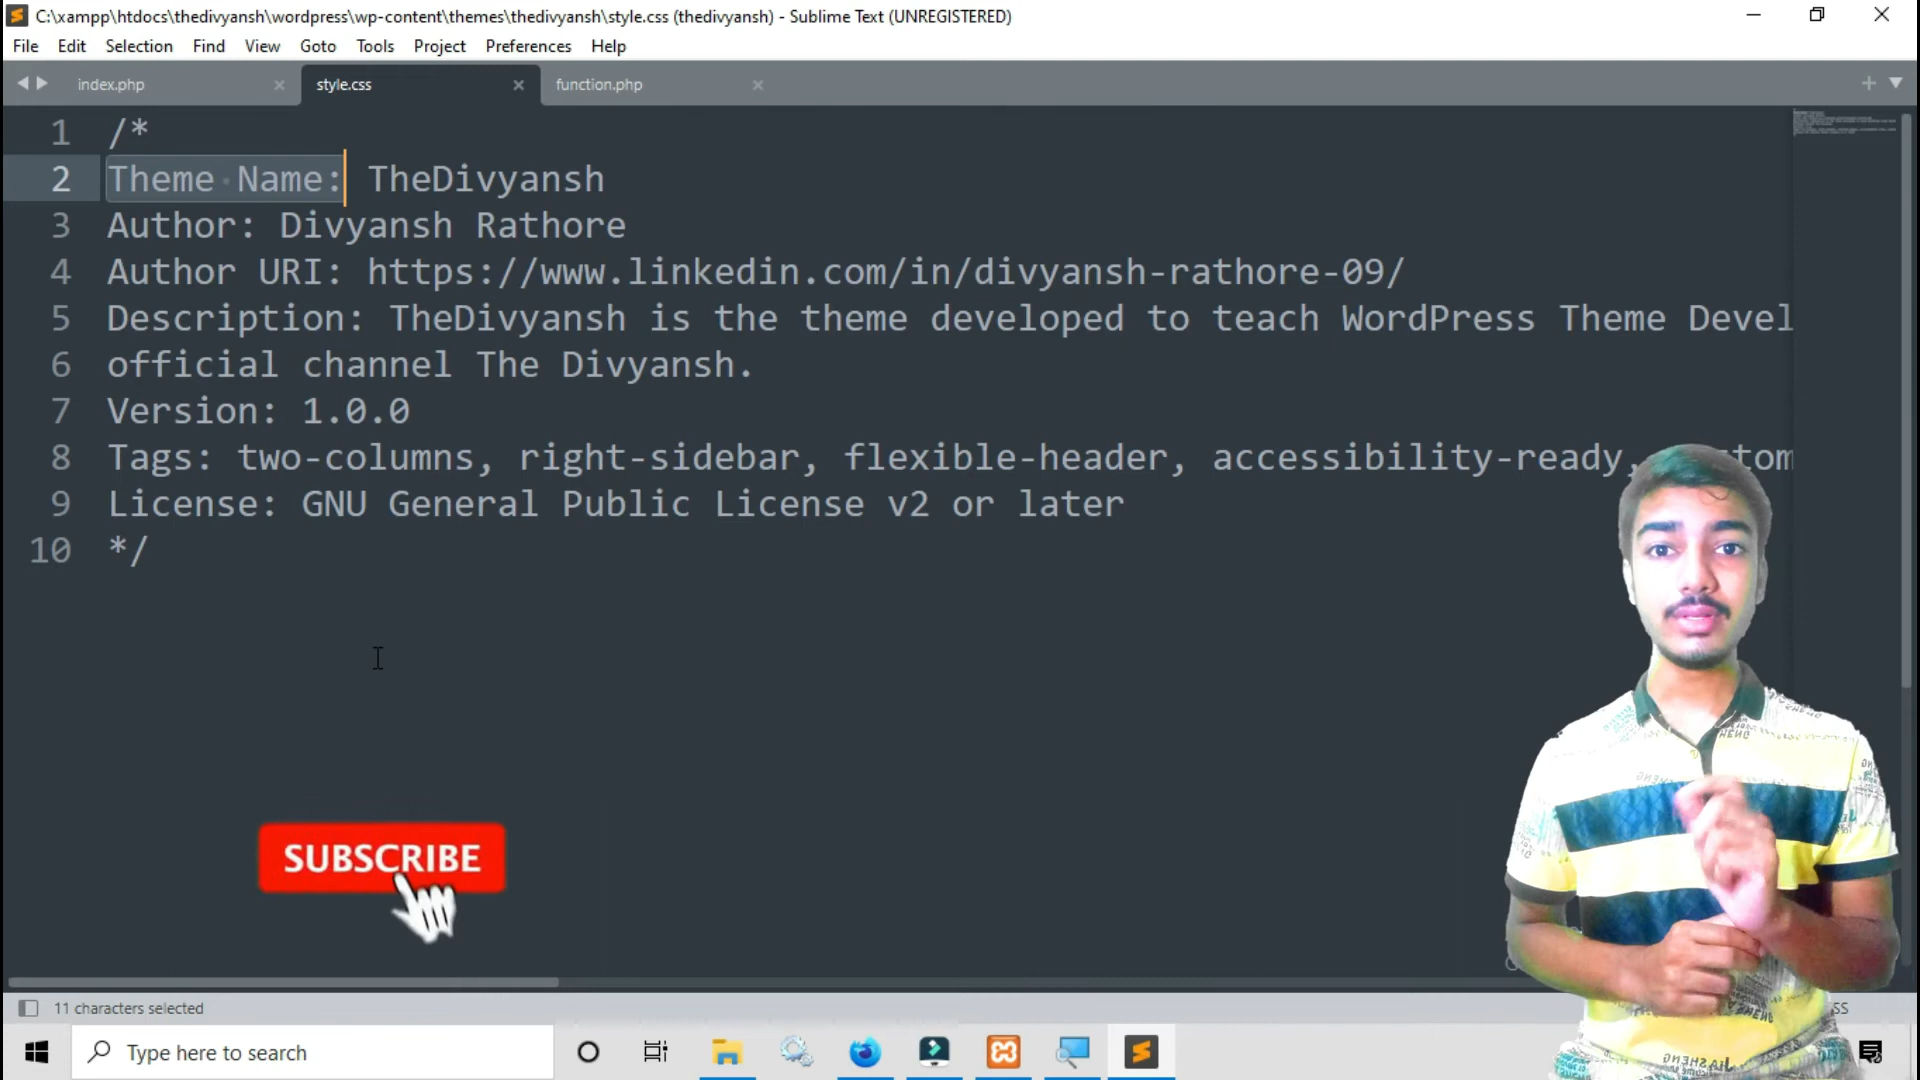 C:\xampp\htdocs\thedivyansh\wordpress\wp-content\themes\thedivyansh\style.css (thedivyansh) - Sublime Text (UNREGISTERED)
File Edit Selection Find View Goto Tools Project Preferences Help
index.php style.css function.php
1 /*
2 Theme Name: TheDivyansh
3 Author: Divyansh Rathore
4 Author URI: https://www.linkedin.com/in/divyansh-rathore-09/
5 Description: TheDivyansh is the theme developed to teach WordPress Theme Devel
6 official channel The Divyansh.
7 Version: 1.0.0
8 Tags: two-columns, right-sidebar, flexible-header, accessibility-ready,
9 License: GNU General Public License v2 or later
10 */
SUBSCRIBE
11 characters selected
Type here to search